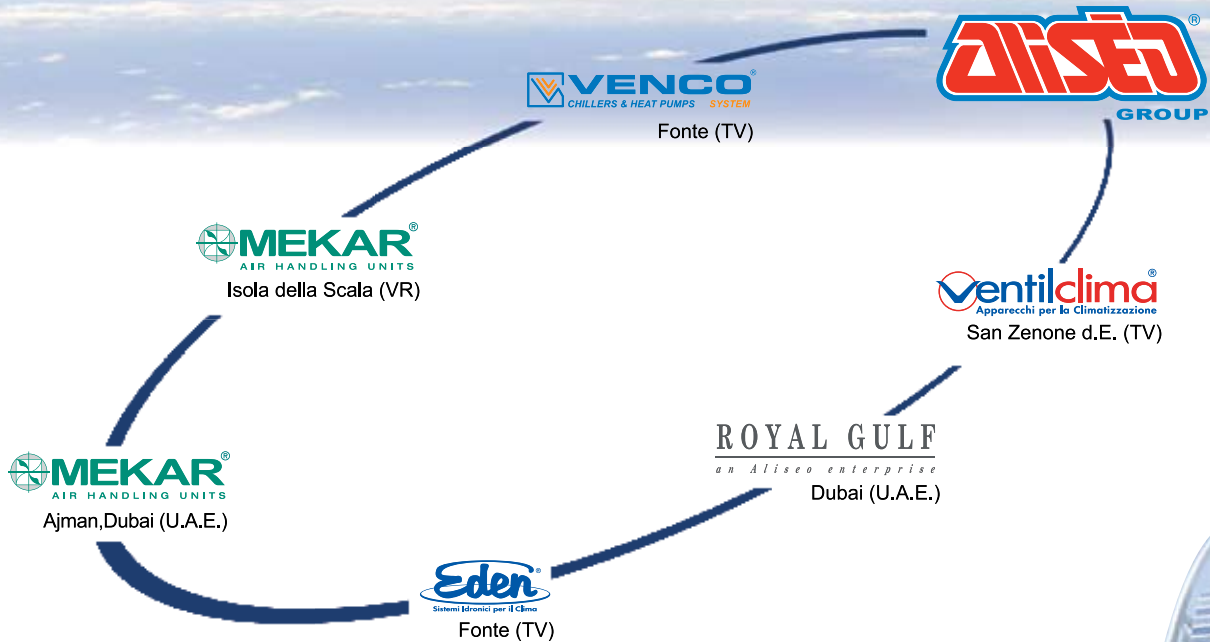 aliseo®
GROUP
VENCO®
CHILLERS & HEAT PUMPS SYSTEM
Fonte (TV)
MEKAR®
AIR HANDLING UNITS
Isola della Scala (VR)
Ventilclima®
Apparecchi per la Climatizzazione
San Zenone d.E. (TV)
ROYAL GULF
an Aliseo enterprise
Dubai (U.A.E.)
MEKAR®
AIR HANDLING UNITS
Ajman,Dubai (U.A.E.)
Eden®
Sistemi Idronici per il Clima
Fonte (TV)